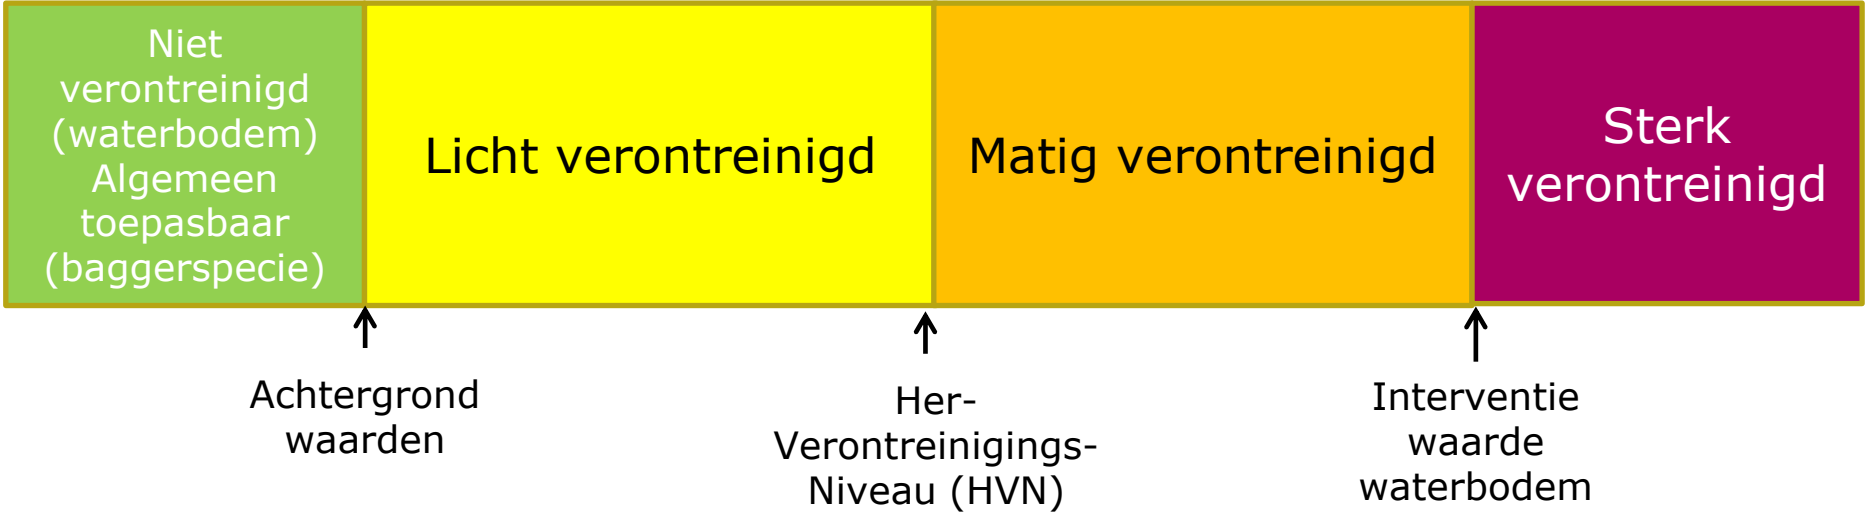 Niet
verontreinigd
(waterbodem)
Algemeen
toepasbaar
(baggerspecie)
Licht verontreinigd
Matig verontreinigd
Sterk
verontreinigd
Achtergrond
waarden
Her-
Verontreinigings-
Niveau (HVN)
Interventie
waarde
waterbodem